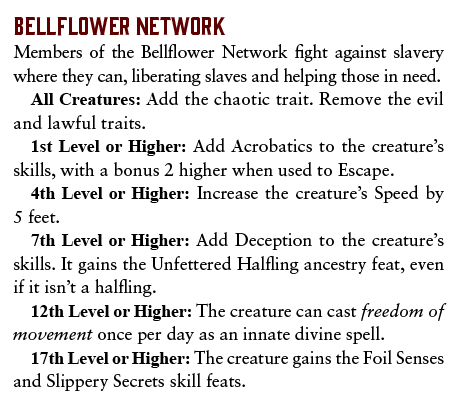 BELLFLOWER NETWORK
Members of the Bellflower Network fight against slavery
where they can, liberating slaves and helping those in need.
All Creatures: Add the chaotic trait. Remove the evil
and lawful traits.
1st Level or Higher: Add Acrobatics to the creature’s
skills, with a bonus 2 higher when used to Escape.
4th Level or Higher: Increase the creature’s Speed by
5 feet.
7th Level or Higher: Add Deception to the creature’s
skills. It gains the Unfettered Halfling ancestry feat, even
if it isn’t a halfling.
12th Level or Higher: The creature can cast freedom of
movement once per day as an innate divine spell.
17th Level or Higher: The creature gains the Foil Senses
and Slippery Secrets skill feats.